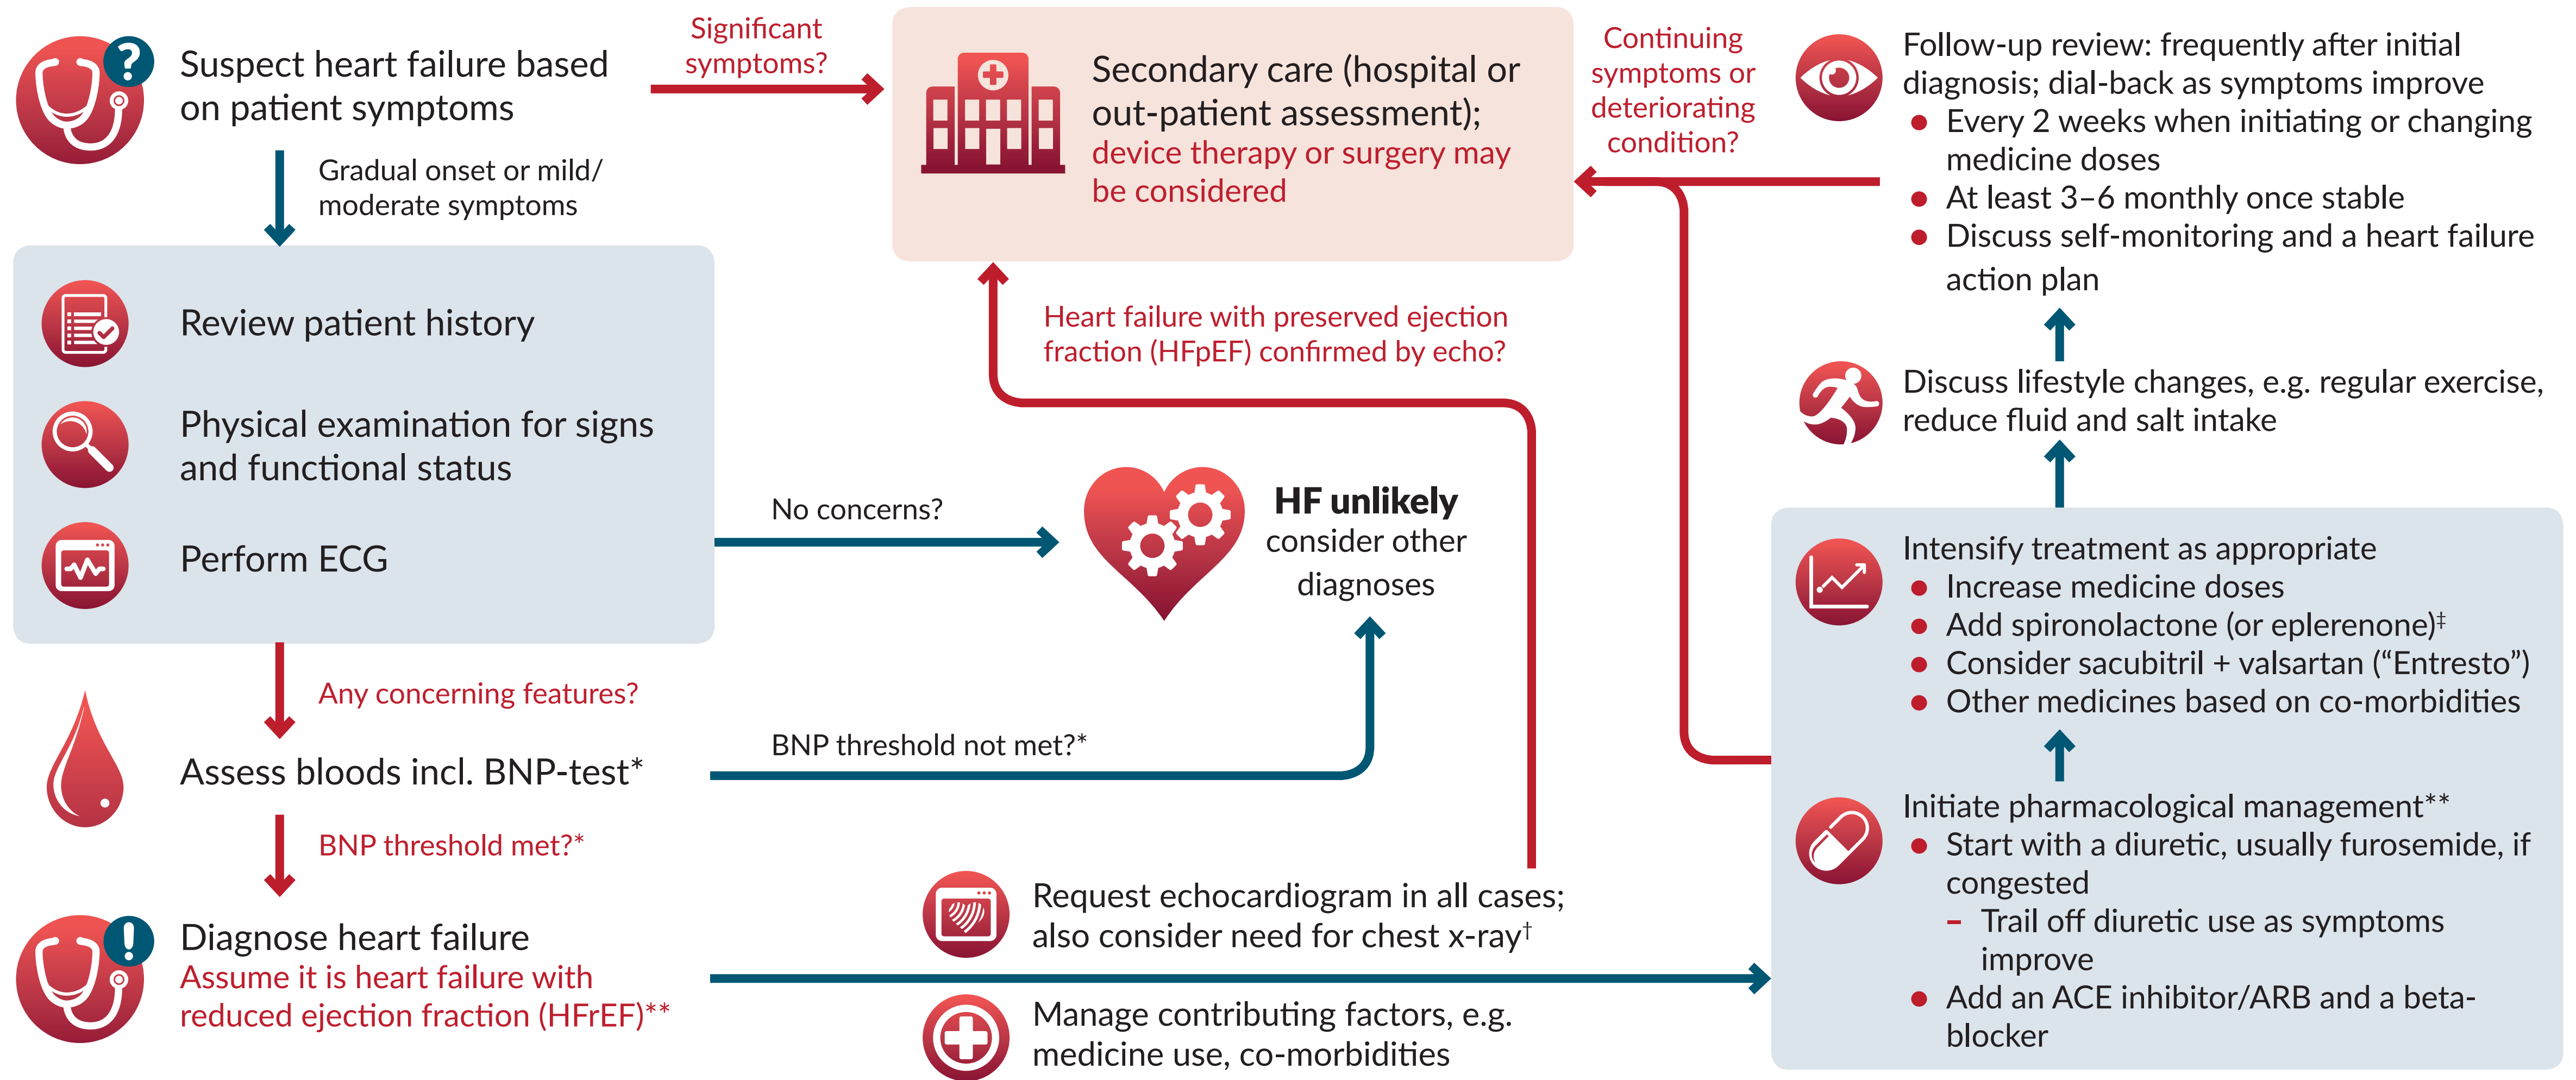 ?
Suspect heart failure based
on patient symptoms
Significant
symptoms?
Gradual onset or mild/
moderate symptoms
Secondary care (hospital or
out-patient assessment);
device therapy or surgery may
be considered
Continuing
symptoms or
deteriorating
condition?
Follow-up review: frequently after initial
diagnosis; dial-back as symptoms improve
● Every 2 weeks when initiating or changing
medicine doses
● At least 3–6 monthly once stable
● Discuss self-monitoring and a heart failure
action plan
Review patient history
Physical examination for signs
and functional status
Perform ECG
Heart failure with preserved ejection
fraction (HFpEF) confirmed by echo?
Discuss lifestyle changes, e.g. regular exercise,
reduce fluid and salt intake
No concerns?
HF unlikely
consider other
diagnoses
Any concerning features?
Assess bloods incl. BNP-test*
BNP threshold not met?*
BNP threshold met?*
Intensify treatment as appropriate
● Increase medicine doses
● Add spironolactone (or eplerenone)‡
● Consider sacubitril + valsartan (“Entresto”)
● Other medicines based on co-morbidities
Initiate pharmacological management**
● Start with a diuretic, usually furosemide, if
congested
– Trail off diuretic use as symptoms
improve
● Add an ACE inhibitor/ARB and a beta-
blocker
!
Diagnose heart failure
Assume it is heart failure with
reduced ejection fraction (HFrEF)**
Request echocardiogram in all cases;
also consider need for chest x-ray†
Manage contributing factors, e.g.
medicine use, co-morbidities